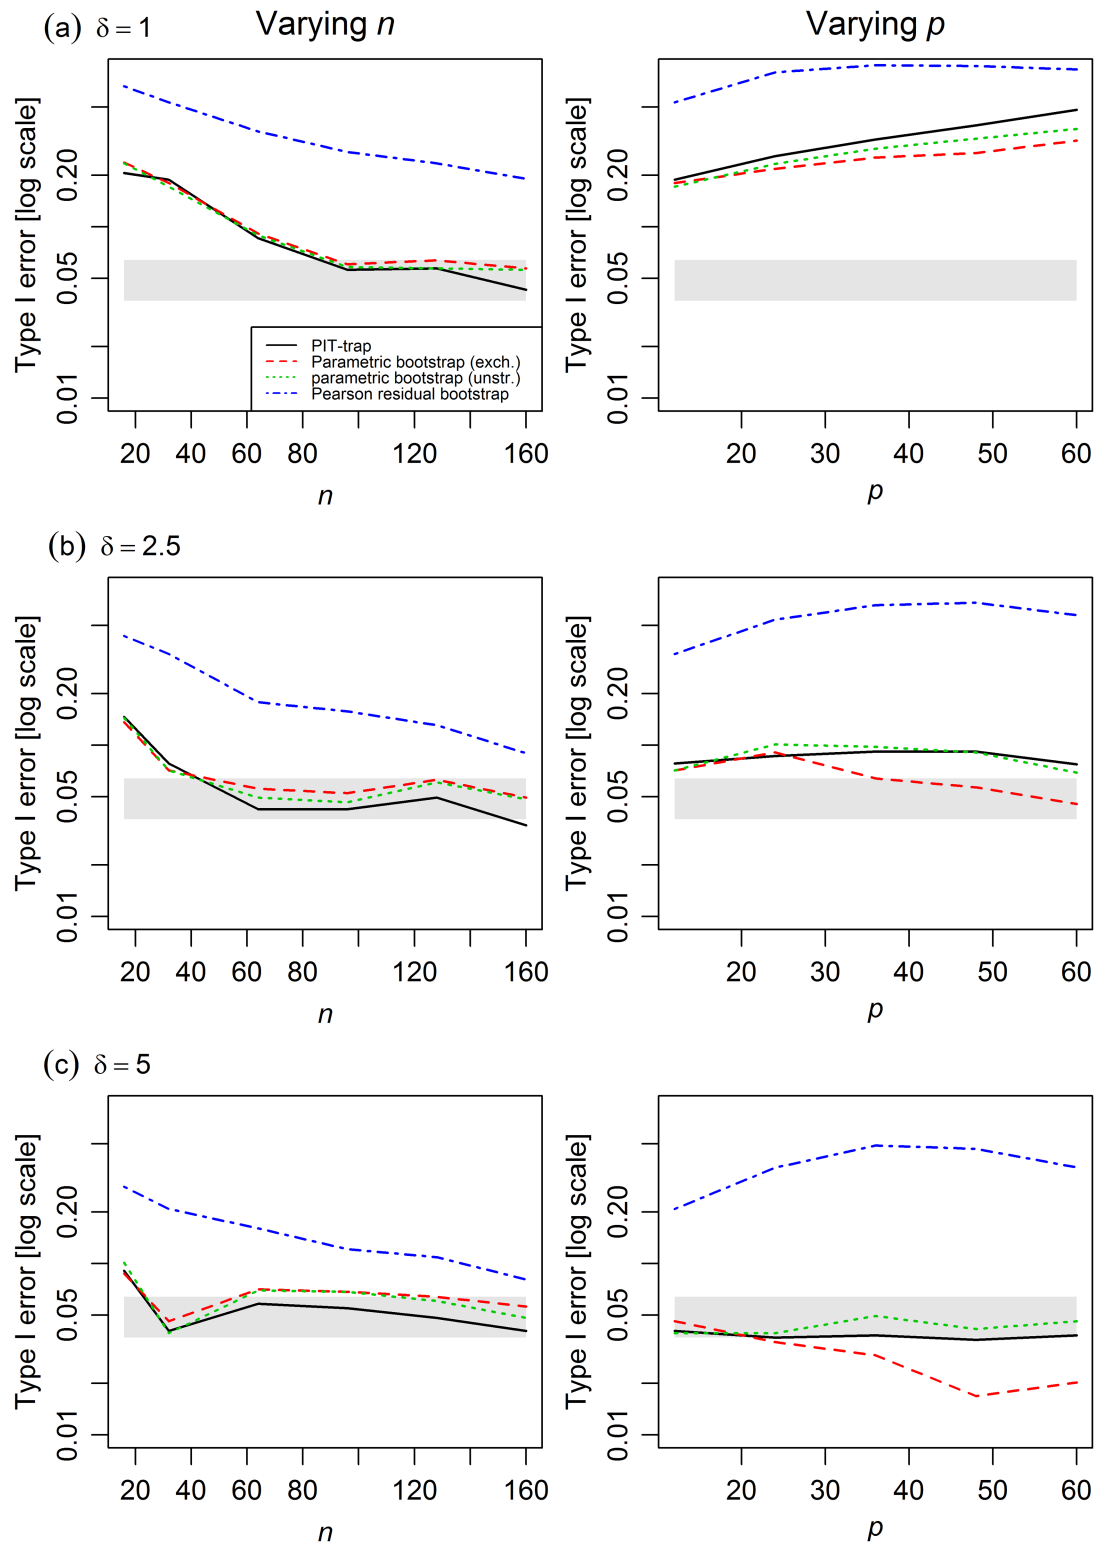 (a) δ = 1
Varying n
Varying p
Type I error [log scale]
0.01 0.05 0.20
20 40 60 80 120 160
n
PIT-trap
Parametric bootstrap (exch.)
parametric bootstrap (unstr.)
Pearson residual bootstrap
Type I error [log scale]
0.01 0.05 0.20
20 30 40 50 60
p
(b) δ = 2.5
Type I error [log scale]
0.01 0.05 0.20
20 40 60 80 120 160
n
Type I error [log scale]
0.01 0.05 0.20
20 30 40 50 60
p
(c) δ = 5
Type I error [log scale]
0.01 0.05 0.20
20 40 60 80 120 160
n
Type I error [log scale]
0.01 0.05 0.20
20 30 40 50 60
p